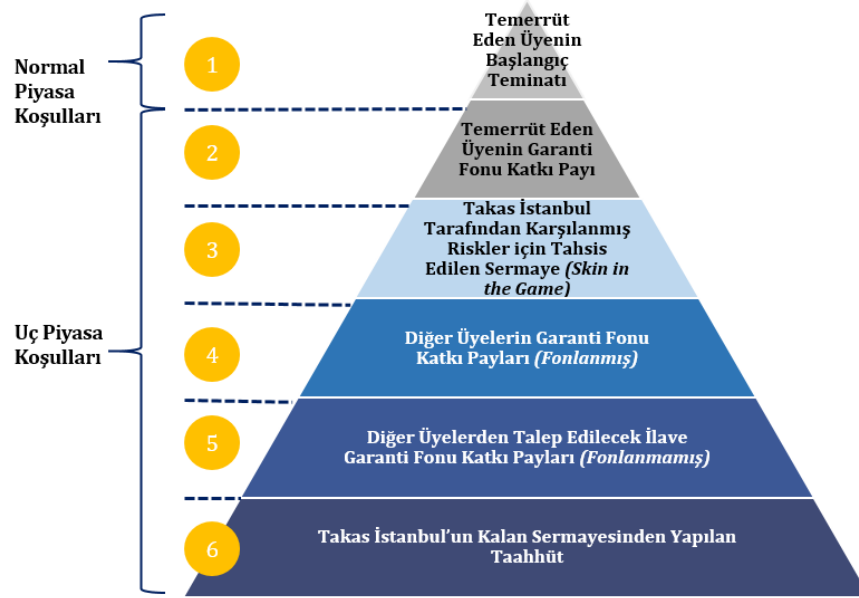 Normal
Piyasa
Koşulları
Uç Piyasa
Koşulları
1
Temerrüt
Eden Üyenin
Başlangıç
Teminatı
2
Temerrüt Eden
Üyenin Garanti
Fonu Katkı Payı
3
Takas İstanbul
Tarafından Karşılanmış
Riskler için Tahsis
Edilen Sermaye (Skin in
the Game)
4
Diğer Üyelerin Garanti Fonu
Katkı Payları (Fonlanmış)
5
Diğer Üyelerden Talep Edilecek İlave
Garanti Fonu Katkı Payları (Fonlanmamış)
6
Takas İstanbul’un Kalan Sermayesinden Yapılan
Taahhüt